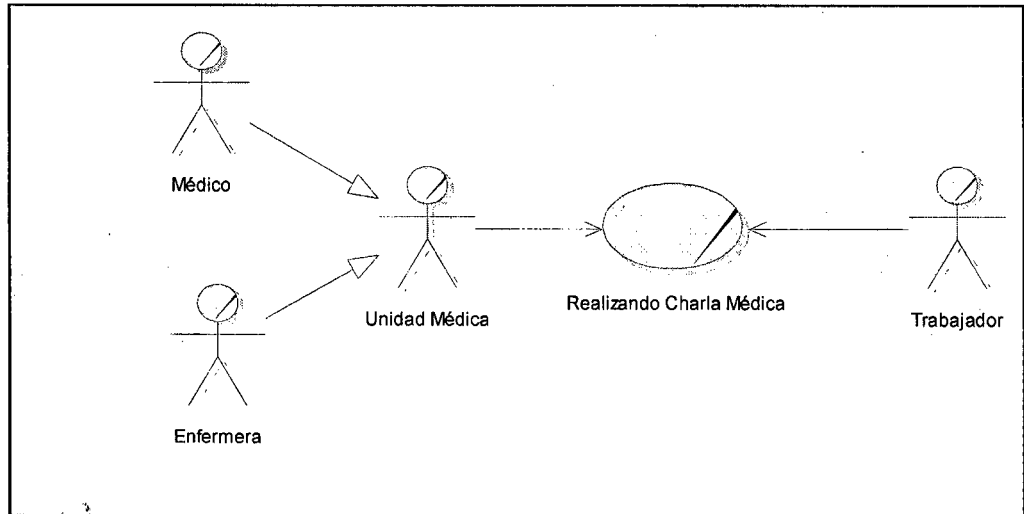 Médico
Unidad Médica
Realizando Charla Médica
Trabajador
Enfermera